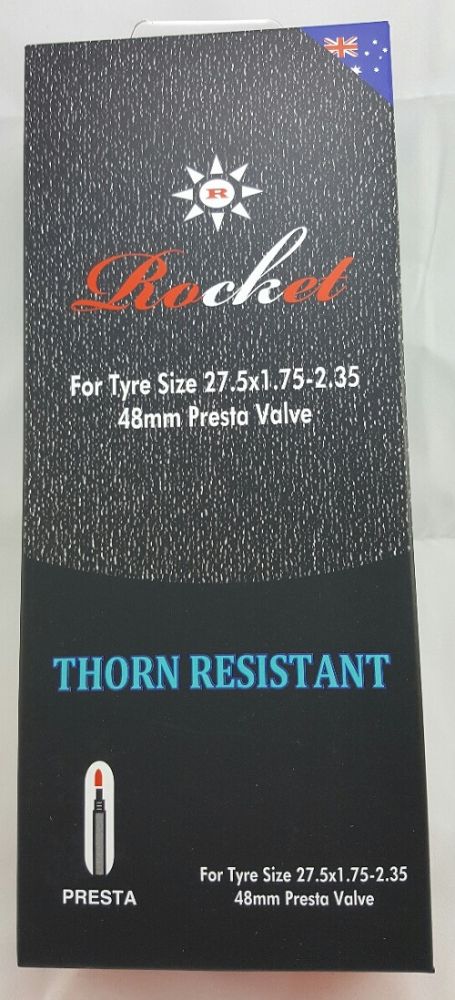 R
Rocket
For Tyre Size 27.5x1.75-2.35
48mm Presta Valve
THORN RESISTANT
PRESTA
For Tyre Size 27.5x1.75-2.35
48mm Presta Valve